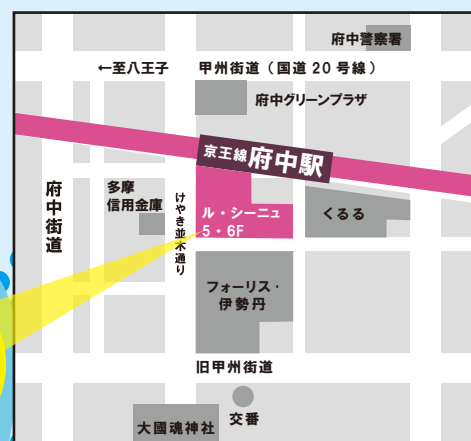 府中警察署
←至八王子
甲州街道（国道20号線）
府中グリーンプラザ
京王線府中駅
府中街道
多摩
信用金庫
けやき並木通り
ル・シーニュ
5・6F
くるる
フォーリス・
伊勢丹
旧甲州街道
交番
大國魂神社